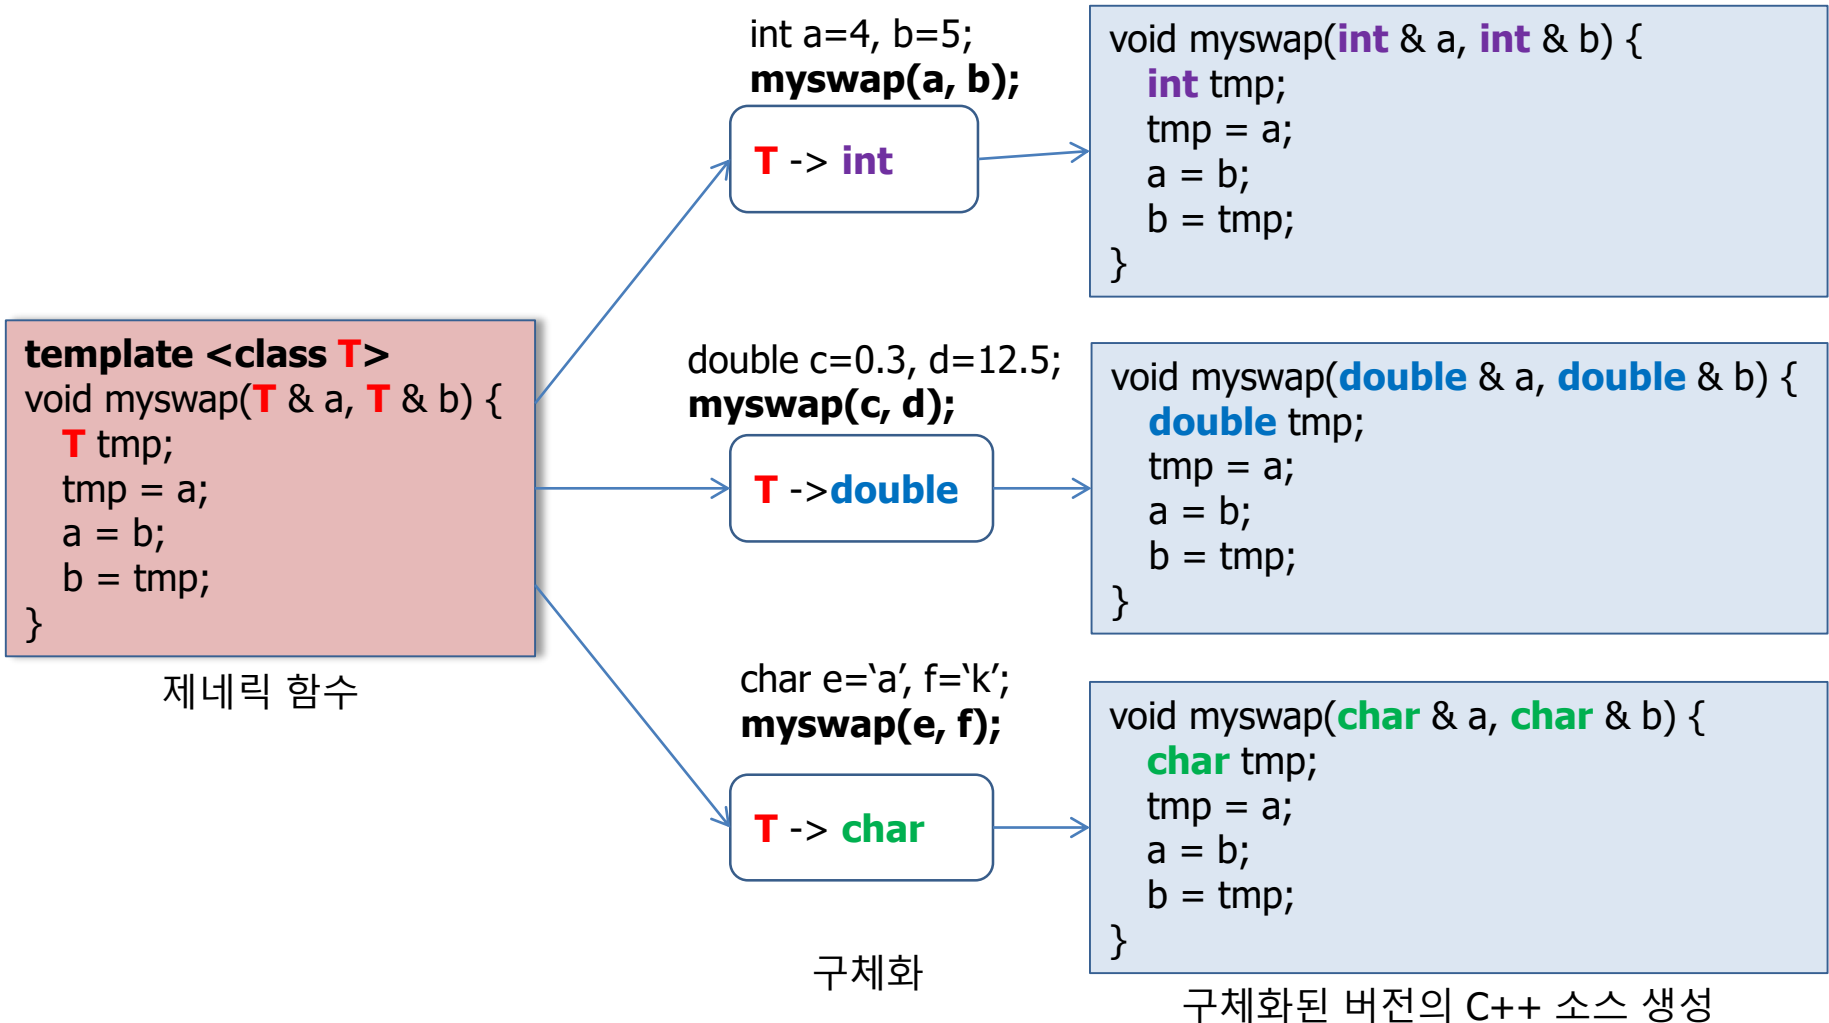 template <class T>
void myswap(T & a, T & b) {
T tmp;
tmp = a;
a = b;
b = tmp;
}
제네릭 함수
int a=4, b=5;
myswap(a, b);
T -> int
double c=0.3, d=12.5;
myswap(c, d);
T ->double
char e=‘a’, f=‘k’;
myswap(e, f);
T -> char
구체화
void myswap(int & a, int & b) {
int tmp;
tmp = a;
a = b;
b = tmp;
}
void myswap(double & a, double & b) {
double tmp;
tmp = a;
a = b;
b = tmp;
}
void myswap(char & a, char & b) {
char tmp;
tmp = a;
a = b;
b = tmp;
}
구체화된 버전의 C++ 소스 생성